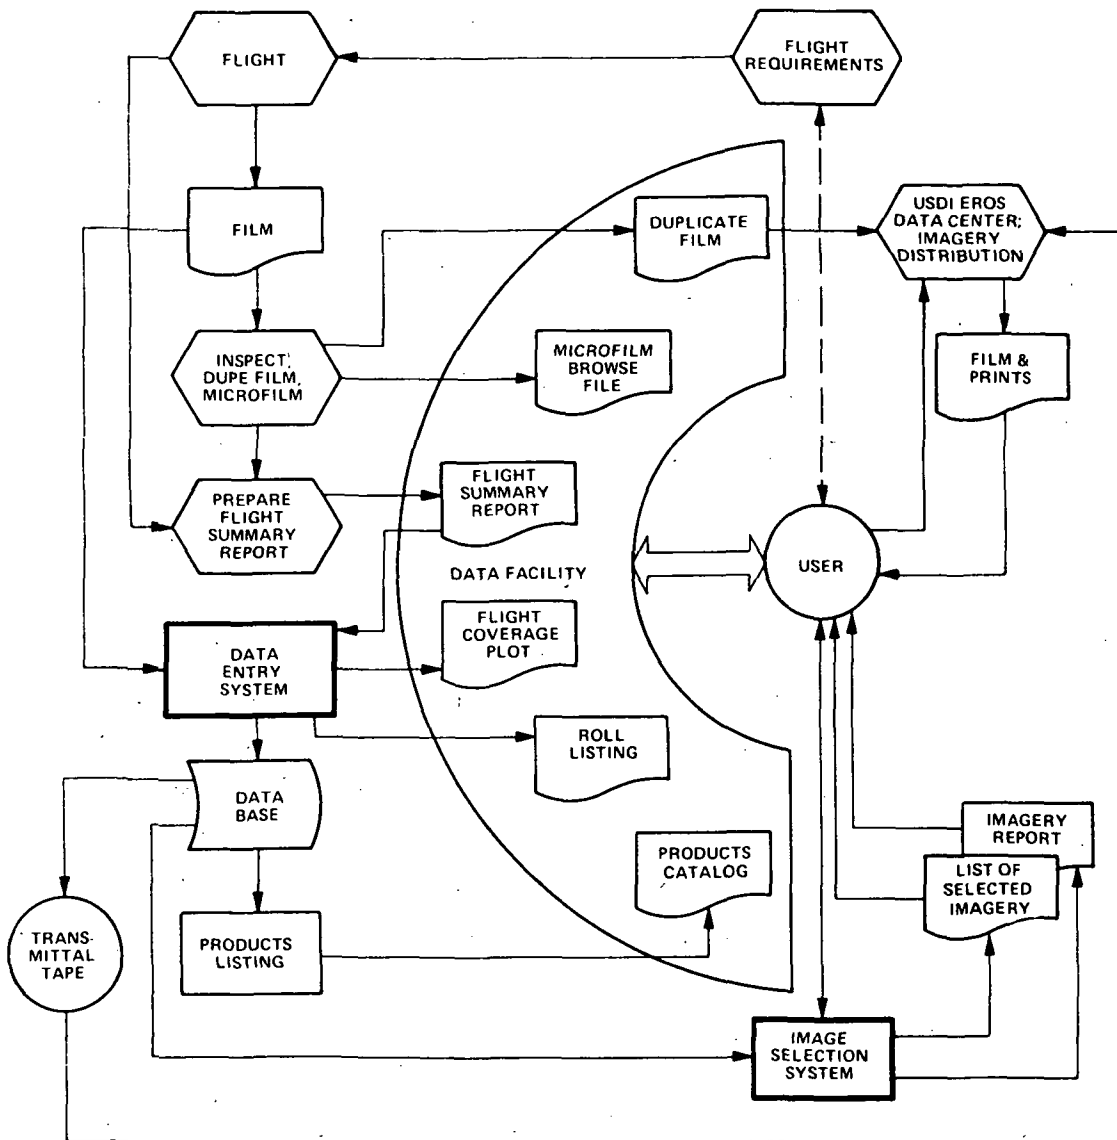 FLIGHT
FLIGHT
REQUIREMENTS
FILM
DUPLICATE
FILM
USDI EROS
DATA CENTER;
IMAGERY
DISTRIBUTION
INSPECT,
DUPE FILM,
MICROFILM
MICROFILM
BROWSE
FILE
FILM &
PRINTS
PREPARE
FLIGHT
SUMMARY
REPORT
FLIGHT
SUMMARY
REPORT
DATA FACILITY
USER
DATA
ENTRY
SYSTEM
FLIGHT
COVERAGE
PLOT
ROLL
LISTING
DATA
BASE
PRODUCTS
CATALOG
IMAGERY
REPORT
LIST OF
SELECTED
IMAGERY
TRANS-
MITTAL
TAPE
PRODUCTS
LISTING
IMAGE
SELECTION
SYSTEM